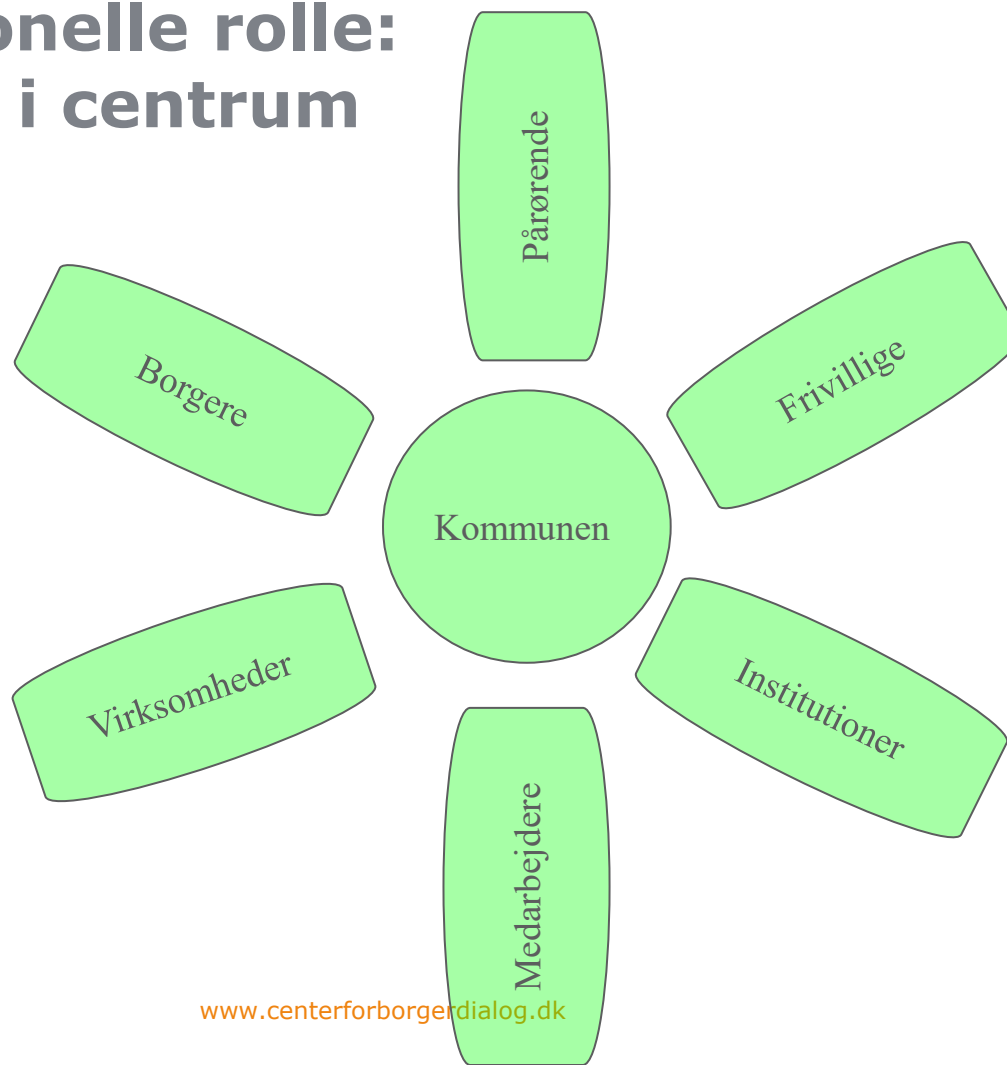 onelle rolle:
i centrum
Pårørende
Frivillige
Borgere
Kommunen
Institutioner
Virksomheder
Medarbejdere
www.centerforborgerdialog.dk